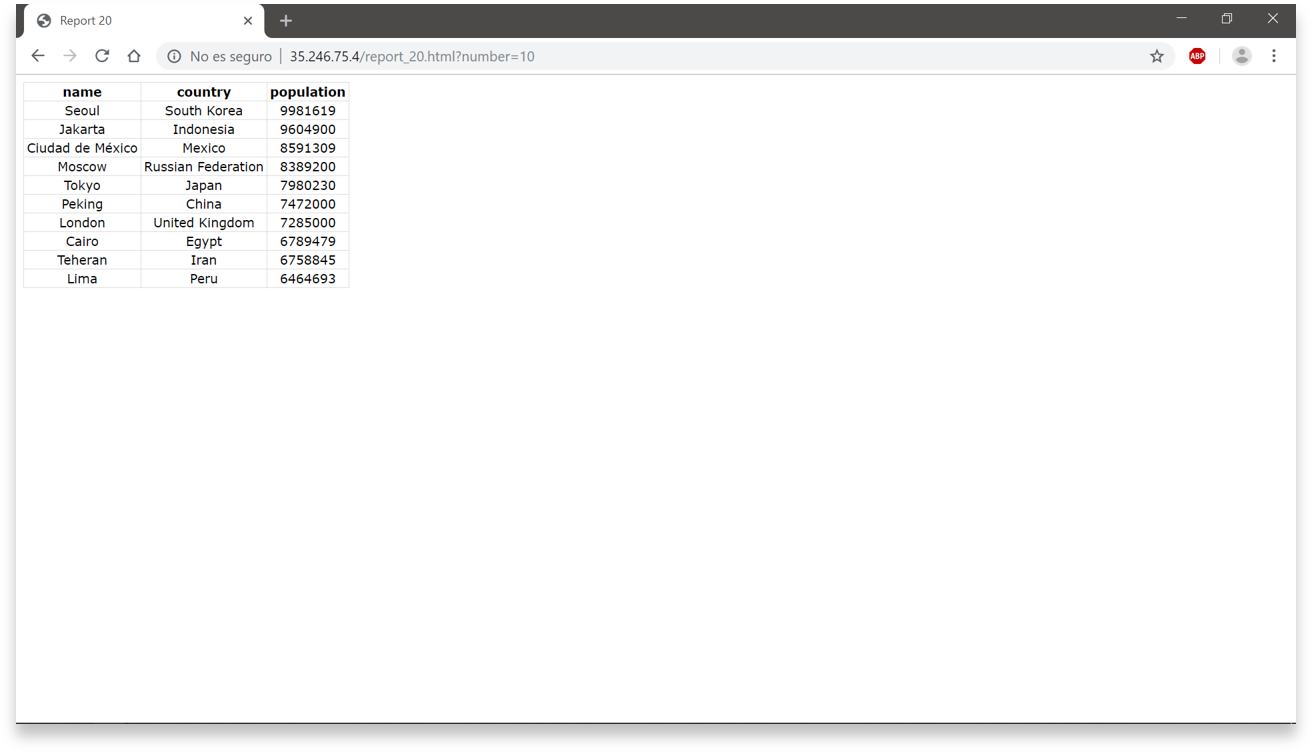 Report 20
No es seguro | 35.246.75.4/report_20.html?number=10
ABP
name country population
Seoul South Korea 9981619
Jakarta Indonesia 9604900
Ciudad de México Mexico 8591309
Moscow Russian Federation 8389200
Tokyo Japan 7980230
Peking China 7472000
London United Kingdom 7285000
Cairo Egypt 6789479
Teheran Iran 6758845
Lima Peru 6464693